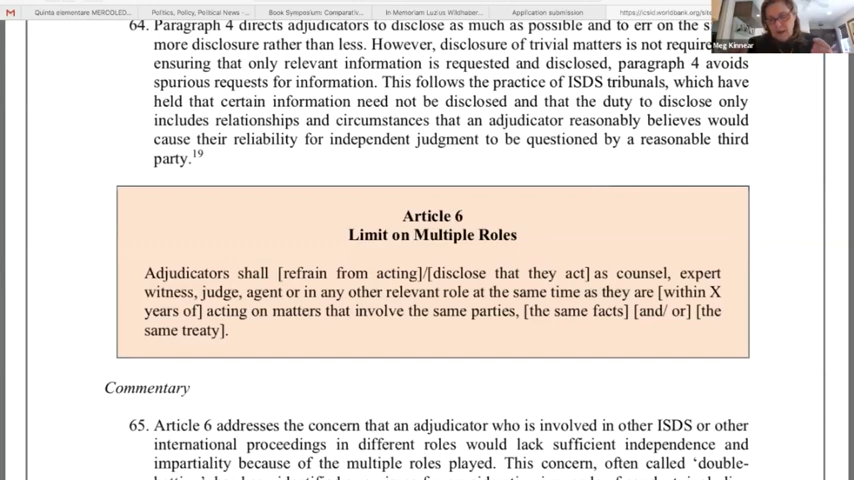 Quinta elementare MERCOLED...
Politics, Policy, Political News -...
Book Symposium: Comparativ...
In Memoriam Luzius Wildhaber...
Application submission
https://icsid.worldbank.org/site
Meg Kinnear
64. Paragraph 4 directs adjudicators to disclose as much as possible and to err on the s
more disclosure rather than less. However, disclosure of trivial matters is not require
ensuring that only relevant information is requested and disclosed, paragraph 4 avoids
spurious requests for information. This follows the practice of ISDS tribunals, which have
held that certain information need not be disclosed and that the duty to disclose only
includes relationships and circumstances that an adjudicator reasonably believes would
cause their reliability for independent judgment to be questioned by a reasonable third
party.19
Article 6
Limit on Multiple Roles
Adjudicators shall [refrain from acting]/[disclose that they act] as counsel, expert
witness, judge, agent or in any other relevant role at the same time as they are [within X
years of] acting on matters that involve the same parties, [the same facts] [and/ or] [the
same treaty].
Commentary
65. Article 6 addresses the concern that an adjudicator who is involved in other ISDS or other
international proceedings in different roles would lack sufficient independence and
impartiality because of the multiple roles played. This concern, often called ‘double-